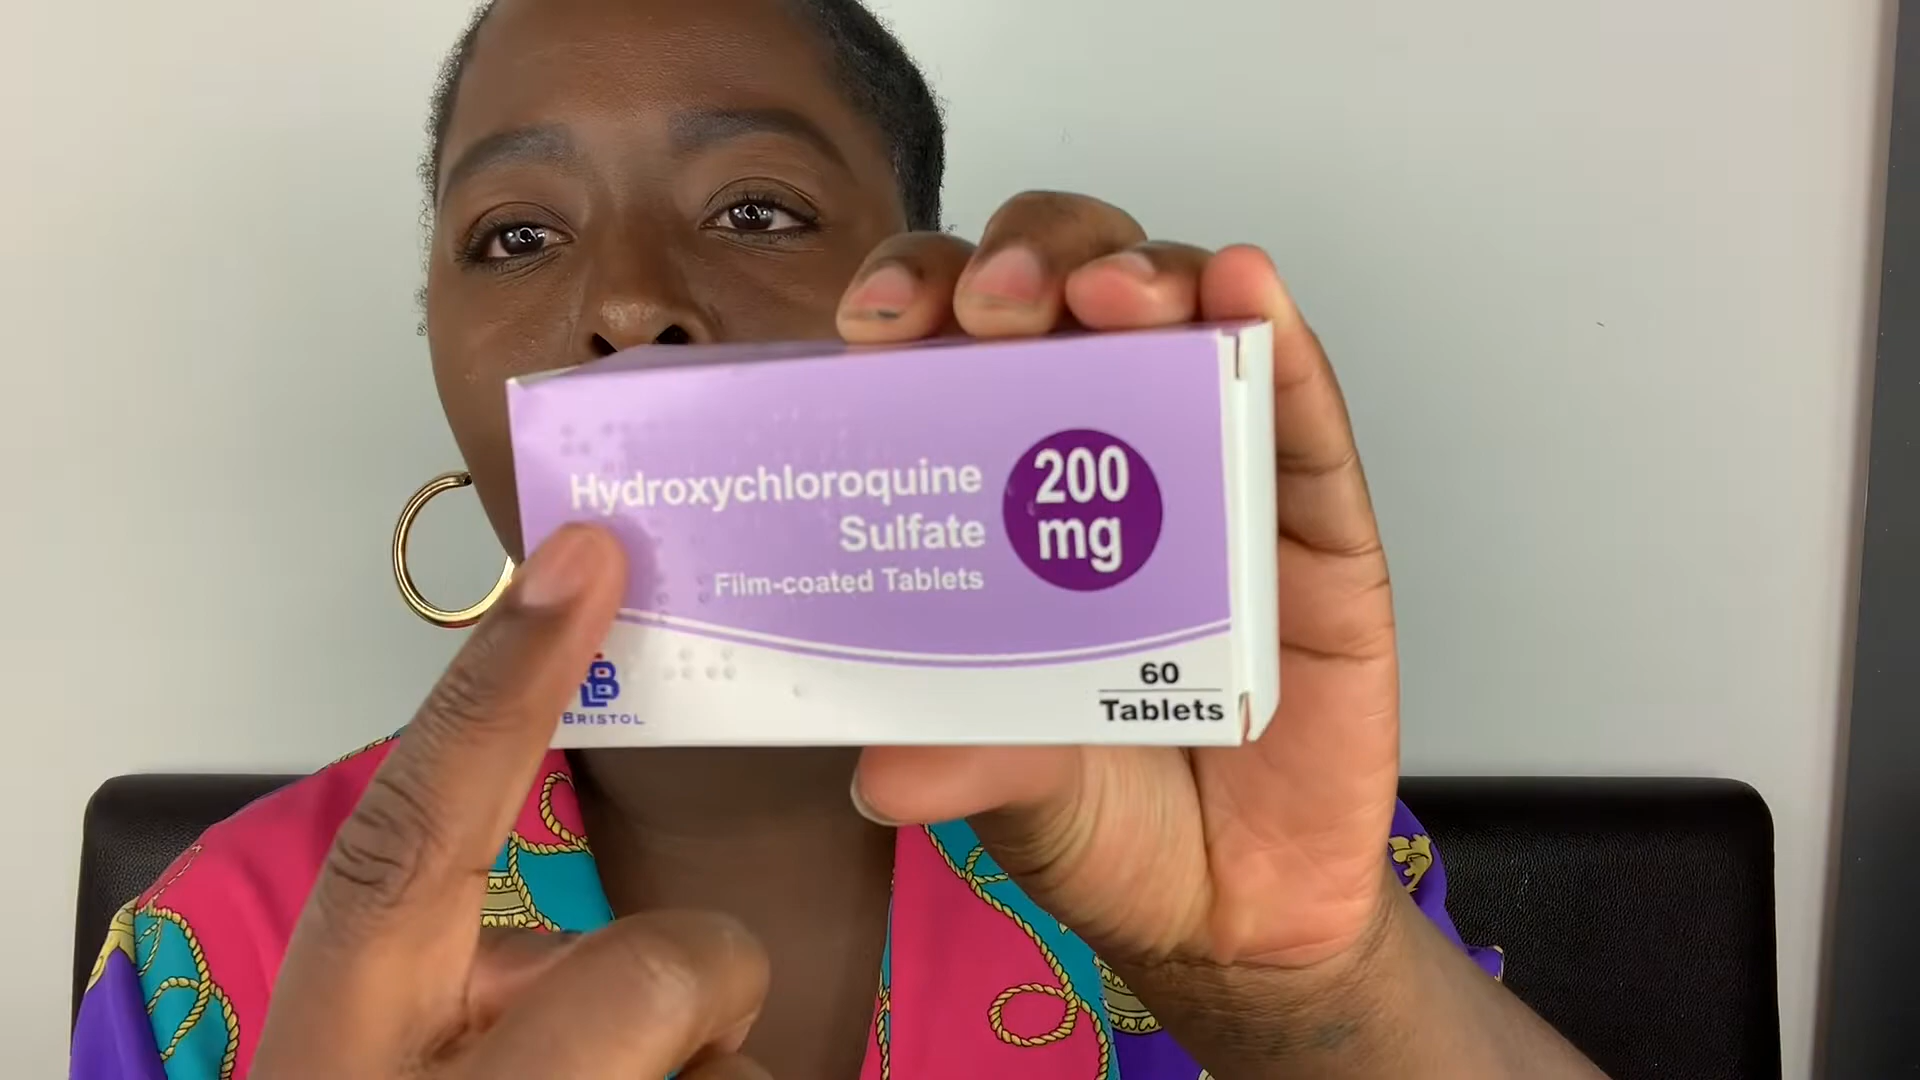 Hydroxychloroquine
Sulfate
Film-coated Tablets
200
mg
BRISTOL
60
Tablets